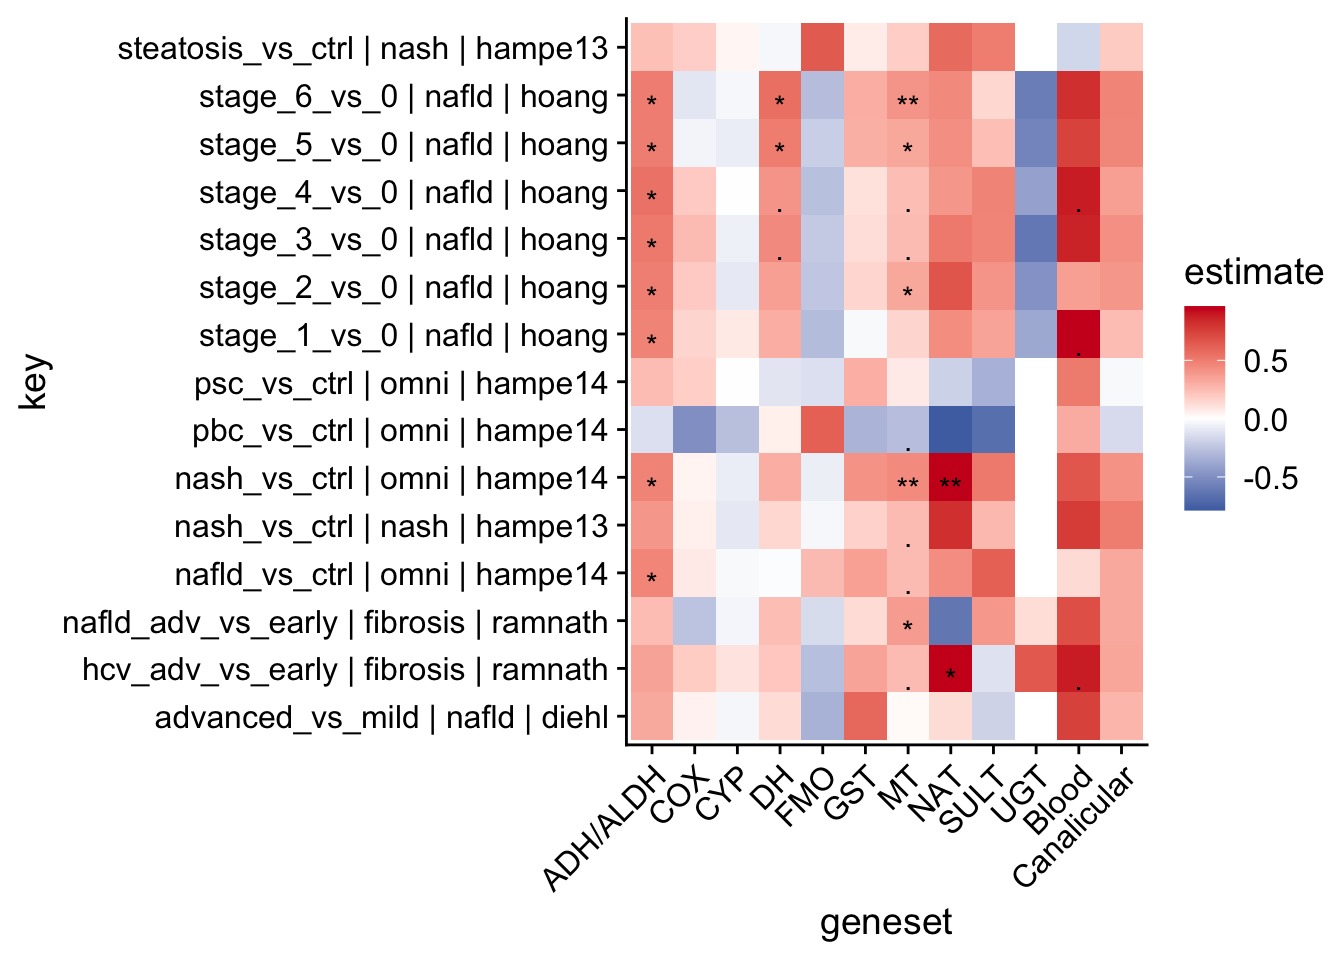 steatosis_vs_ctrl | nash | hampe13
stage_6_vs_0 | nafld | hoang
* * **
stage_5_vs_0 | nafld | hoang
* * *
stage_4_vs_0 | nafld | hoang
* . . .
stage_3_vs_0 | nafld | hoang
* . .
stage_2_vs_0 | nafld | hoang
* *
stage_1_vs_0 | nafld | hoang
* .
psc_vs_ctrl | omni | hampe14
pbc_vs_ctrl | omni | hampe14
.
nash_vs_ctrl | omni | hampe14
* ** **
nash_vs_ctrl | nash | hampe13
.
nafld_vs_ctrl | omni | hampe14
* .
nafld_adv_vs_early | fibrosis | ramnath
*
hcv_adv_vs_early | fibrosis | ramnath
. * .
advanced_vs_mild | nafld | diehl
key
ADH/ALDH
COX
CYP
DH
FMO
GST
MT
NAT
SULT
UGT
Blood
Canalicular
geneset
estimate
0.5
0.0
-0.5